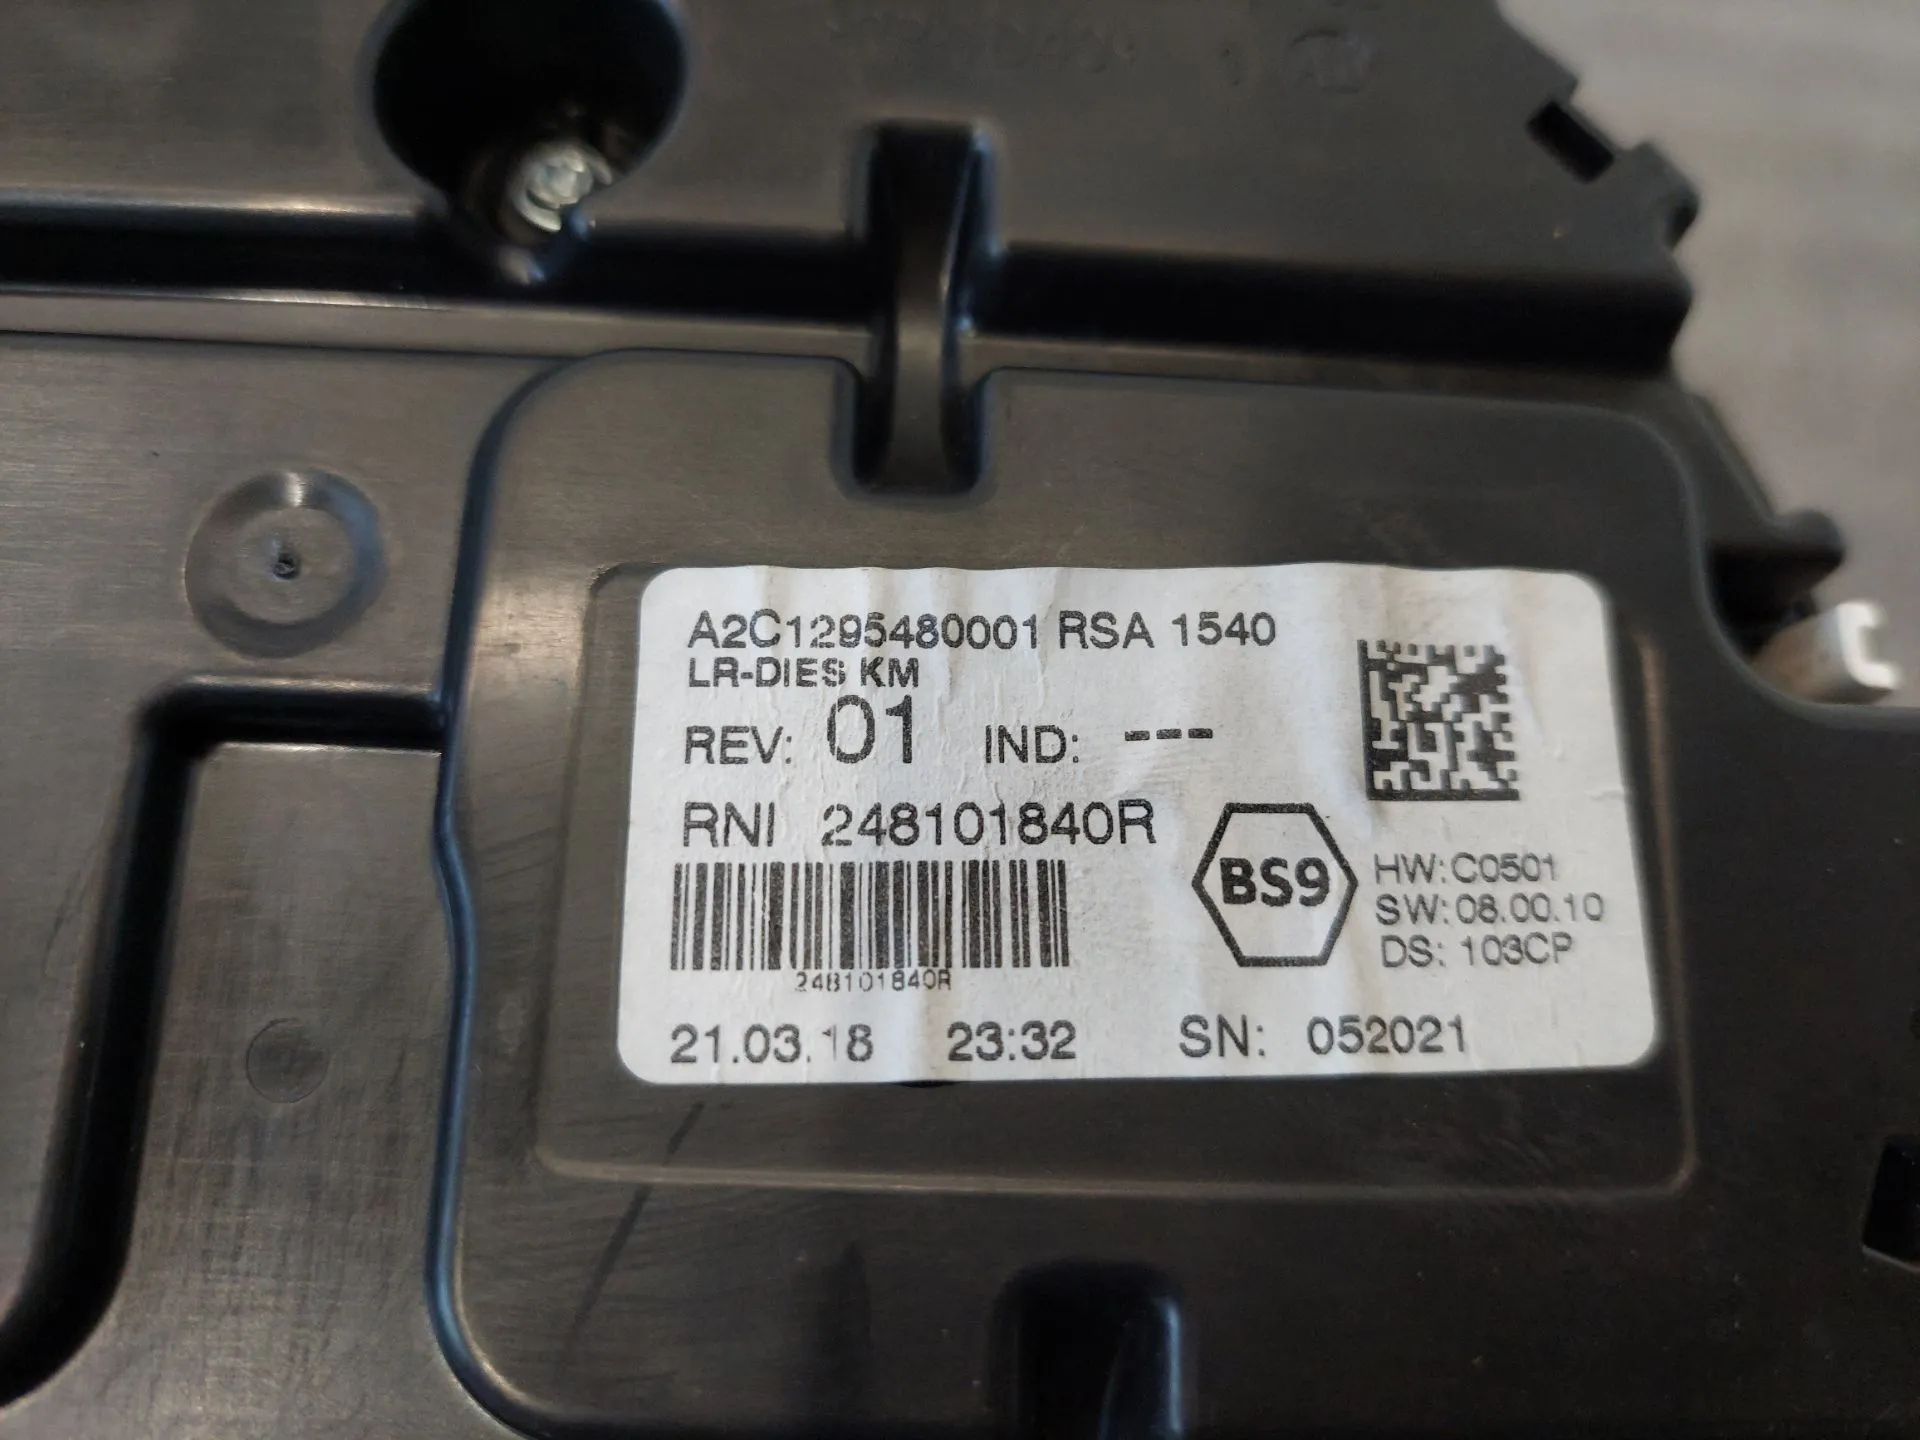 A2C1295480001 RSA 1540
LR-DIES KM
REV: 01 IND: ---
RNI 248101840R
BS9
HW: C0501
SW: 08.00.10
DS: 103CP
248101840R
21.03.18 23:32 SN: 052021